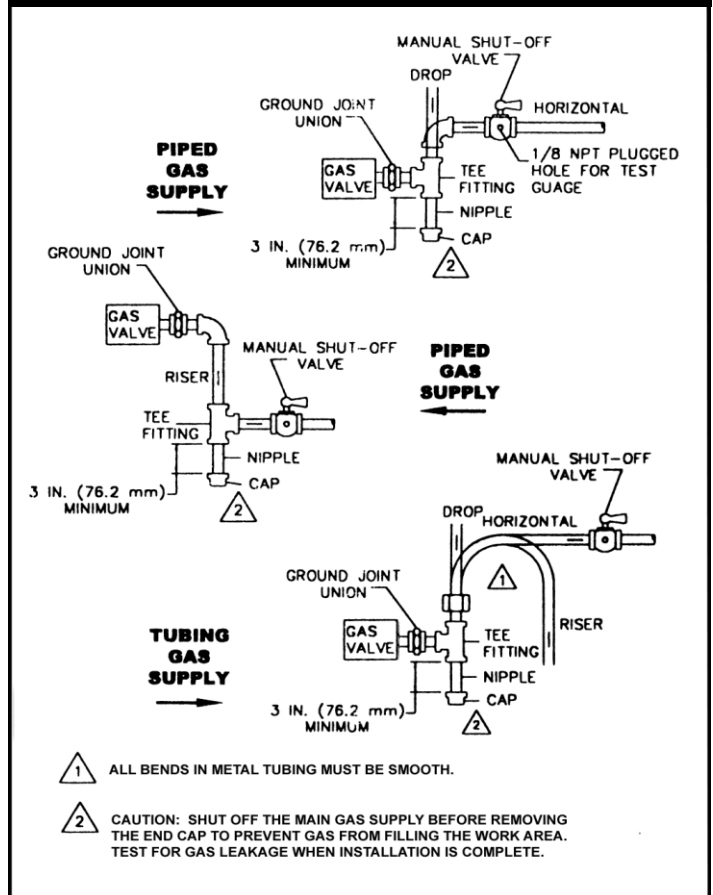 MANUAL SHUT-OFF
VALVE
DROP
GROUND JOINT
UNION
HORIZONTAL
PIPED
GAS
SUPPLY
GAS
VALVE
TEE
FITTING
1/8 NPT PLUGGED
HOLE FOR TEST
GUAGE
NIPPLE
3 IN. (76.2 mm)
MINIMUM
CAP
2
GROUND JOINT
UNION
GAS
VALVE
MANUAL SHUT-OFF
VALVE
RISER
PIPED
GAS
SUPPLY
TEE
FITTING
NIPPLE
3 IN. (76.2 mm)
MINIMUM
CAP
2
MANUAL SHUT-OFF
VALVE
DROP
HORIZONTAL
1
GROUND JOINT
UNION
RISER
TUBING
GAS
SUPPLY
GAS
VALVE
TEE
FITTING
NIPPLE
3 IN. (76.2 mm)
MINIMUM
CAP
2
1 ALL BENDS IN METAL TUBING MUST BE SMOOTH.
2 CAUTION: SHUT OFF THE MAIN GAS SUPPLY BEFORE REMOVING
THE END CAP TO PREVENT GAS FROM FILLING THE WORK AREA.
TEST FOR GAS LEAKAGE WHEN INSTALLATION IS COMPLETE.